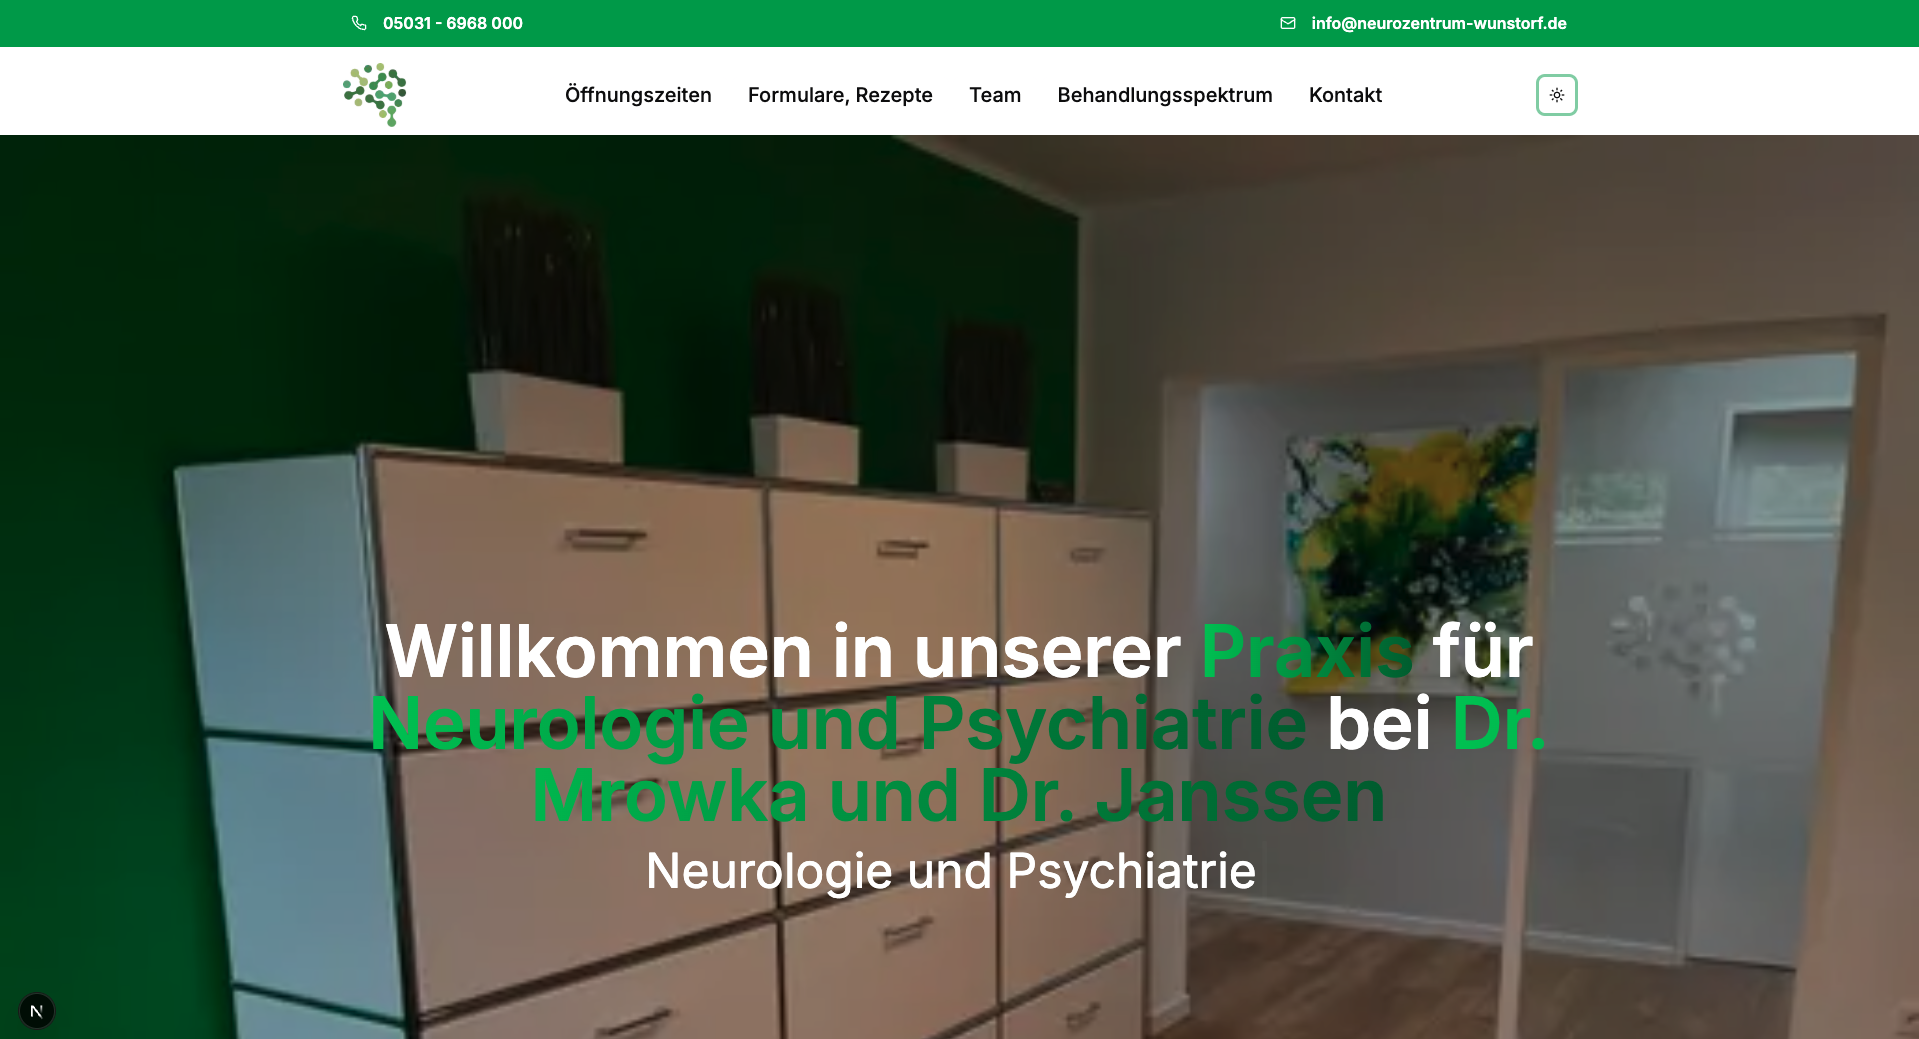 05031 - 6968 000
info@neurozentrum-wunstorf.de
Öffnungszeiten
Formulare, Rezepte
Team
Behandlungsspektrum
Kontakt
Willkommen in unserer Praxis für
Neurologie und Psychiatrie bei Dr.
Mrowka und Dr. Janssen
Neurologie und Psychiatrie
N